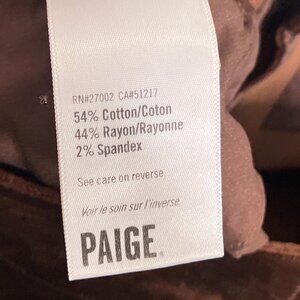 RN#27002 CA#51217
54% Cotton/Coton
44% Rayon/Rayonne
2% Spandex
See care on reverse.
Voir le soin sur l'inverse.
PAIGE.